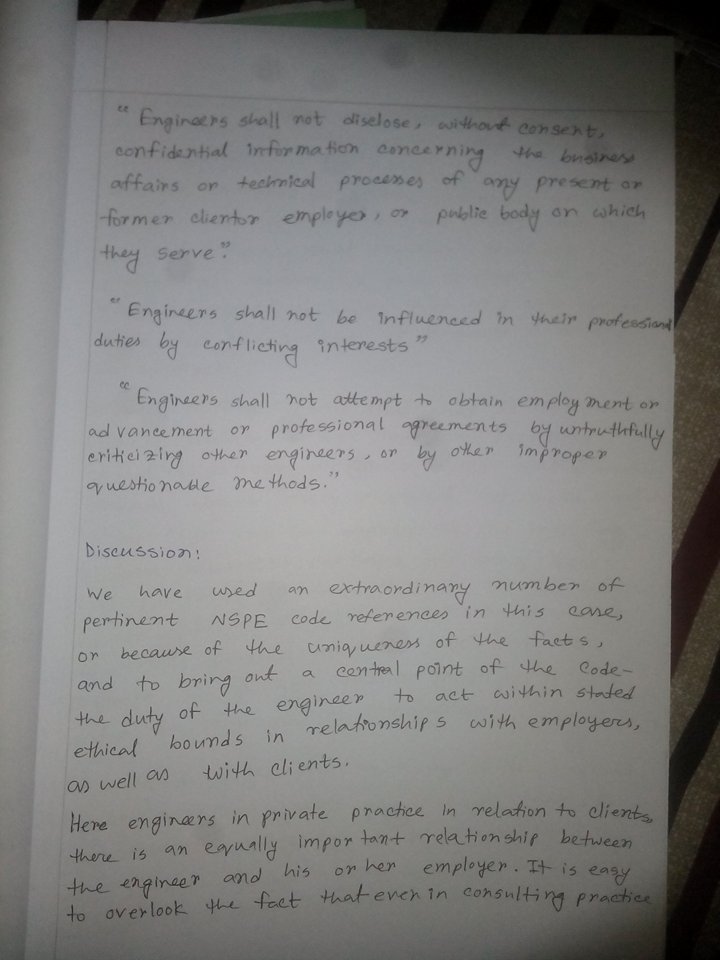 "Engineers shall not disclose, without consent,
confidential information concerning the business
affairs or technical processes of any present or
former clientor employer, or public body on which
they serve."
"Engineers shall not be influenced in their professional
duties by conflicting interests"
"Engineers shall not attempt to obtain employment or
advancement or professional agreements by untruthfully
criticizing other engineers, or by other improper
questionable methods."
Discussion:
We have used an extraordinary number of
pertinent NSPE code references in this case,
or because of the uniqueness of the facts,
and to bring out a central point of the Code-
the duty of the engineer to act within stated
ethical bounds in relationships with employers,
as well as with clients.
Here engineers in private practice in relation to clients,
there is an equally important relationship between
the engineer and his or her employer. It is easy
to overlook the fact that even in consulting practice